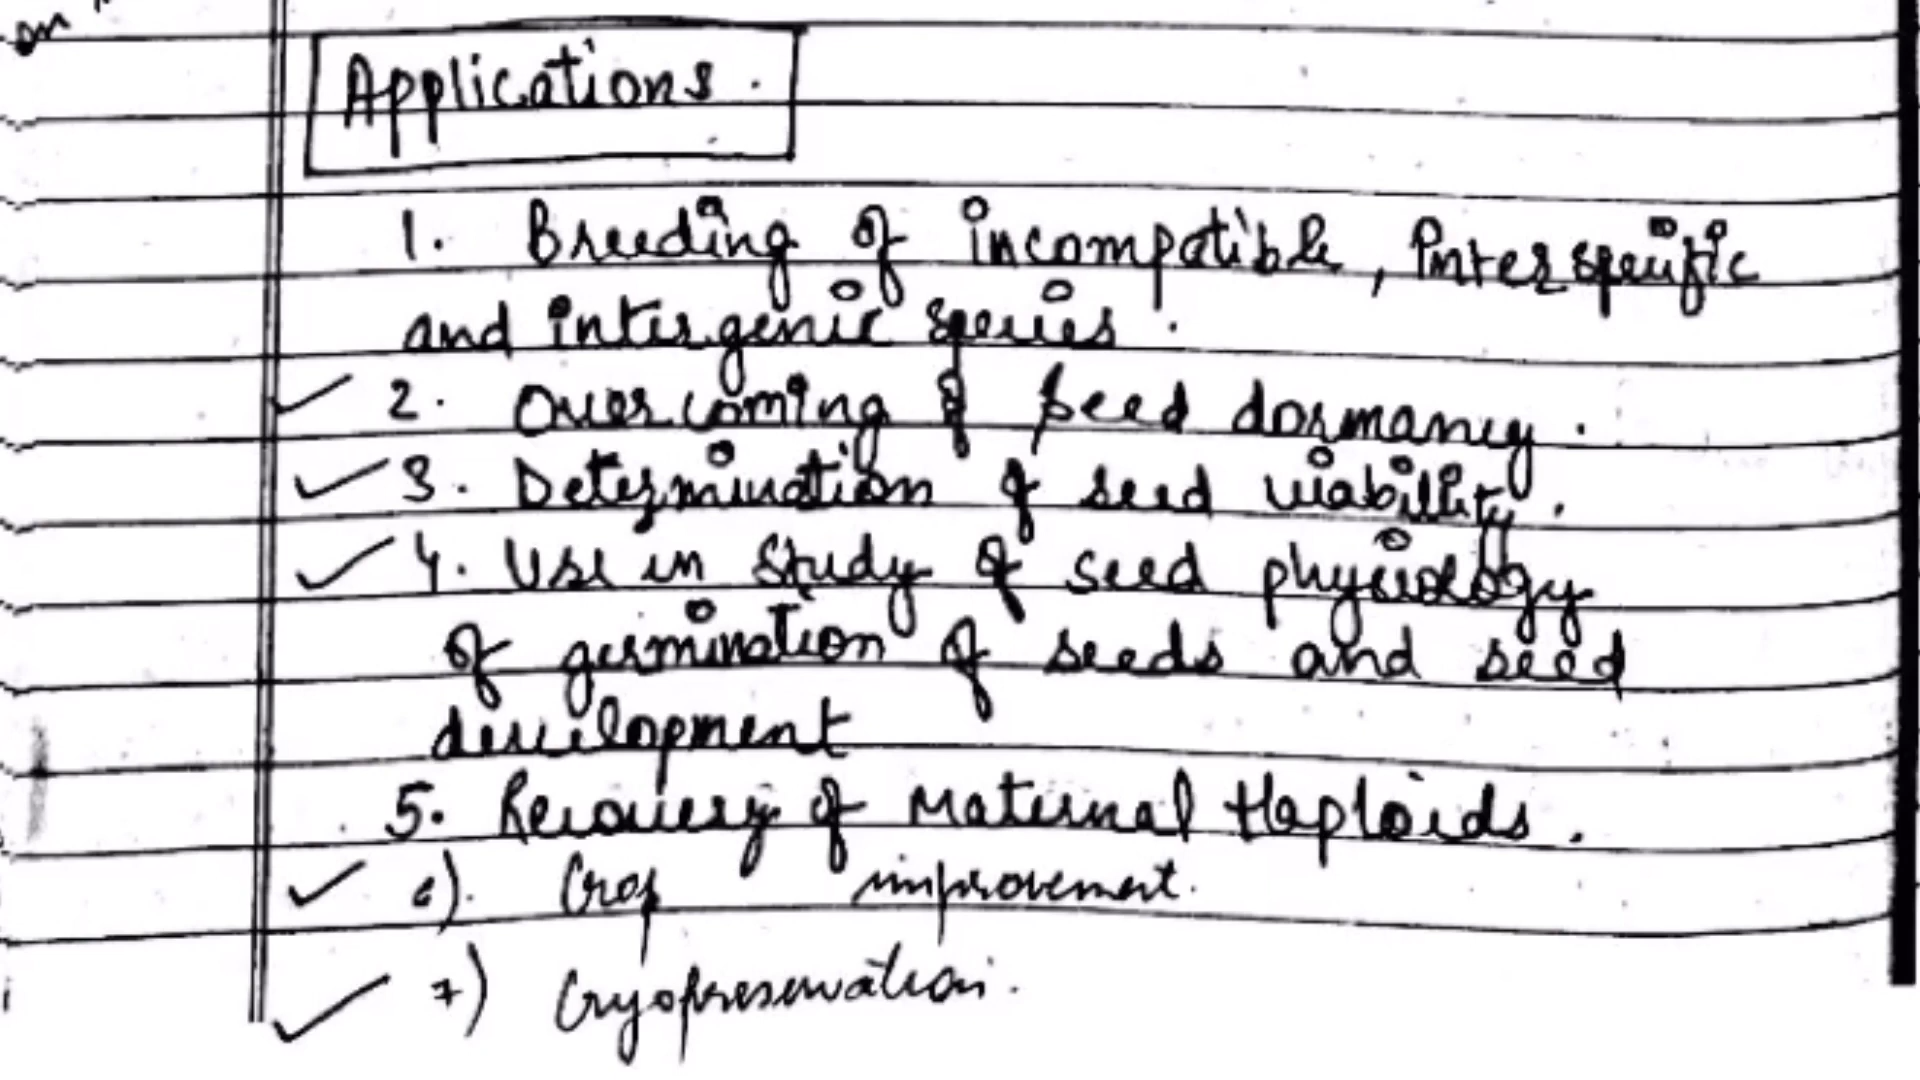 on
Applications.
1. Breeding of incompatible, interspecific
and intergenic species.
2. Overcoming of seed dormancy.
3. Determination of seed viability.
4. Use in study of seed physiology
of germination of seeds and seed
development
5. Recovery of Maternal Haploids.
6). Crop improvement.
7) Cryopreservation.